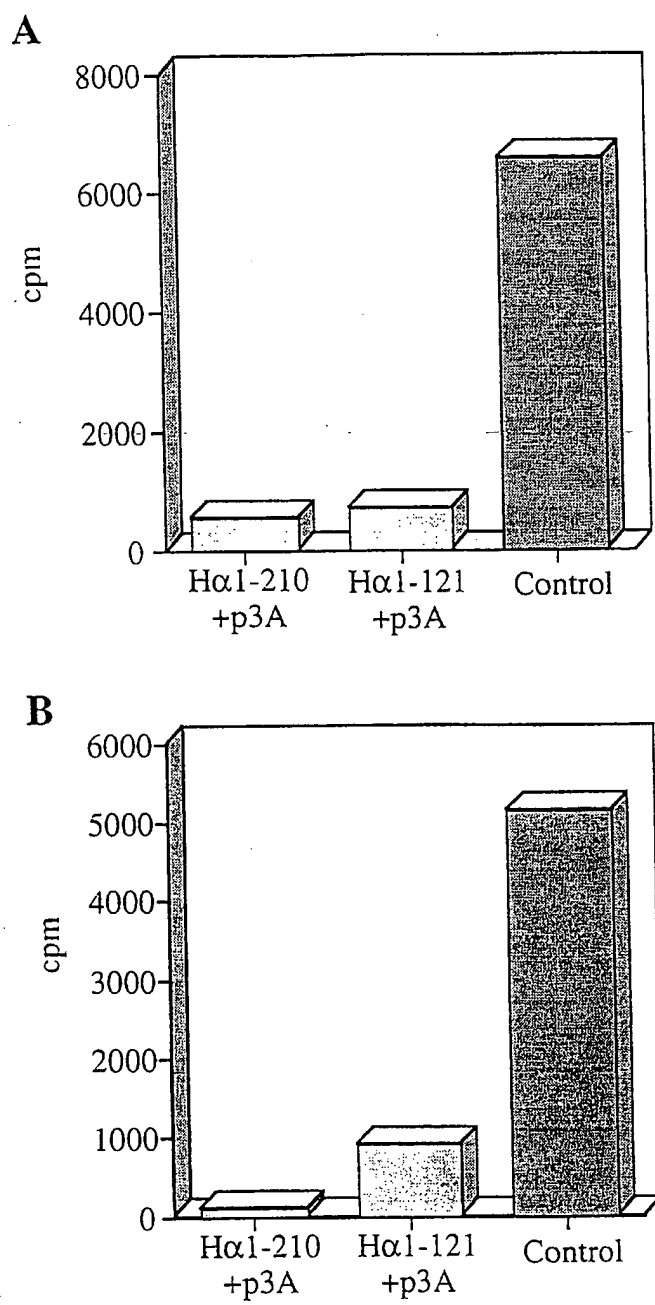 A
8000
6000
4000
2000
0
cpm
Hα1-210
+p3A
Hα1-121
+p3A
Control
B
6000
5000
4000
3000
2000
1000
0
cpm
Hα1-210
+p3A
Hα1-121
+p3A
Control